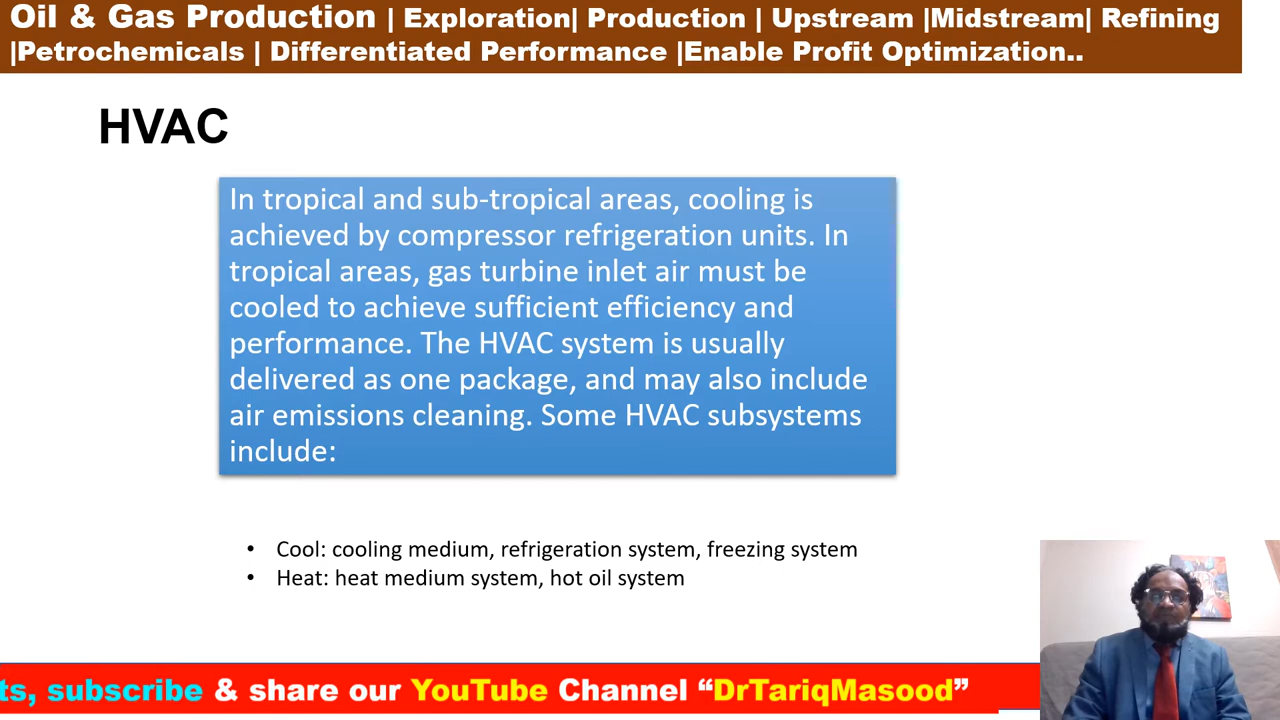 Oil & Gas Production | Exploration| Production | Upstream |Midstream| Refining
|Petrochemicals | Differentiated Performance |Enable Profit Optimization..
HVAC
In tropical and sub-tropical areas, cooling is
achieved by compressor refrigeration units. In
tropical areas, gas turbine inlet air must be
cooled to achieve sufficient efficiency and
performance. The HVAC system is usually
delivered as one package, and may also include
air emissions cleaning. Some HVAC subsystems
include:
• Cool: cooling medium, refrigeration system, freezing system
• Heat: heat medium system, hot oil system
ts, subscribe & share our YouTube Channel “DrTariqMasood”